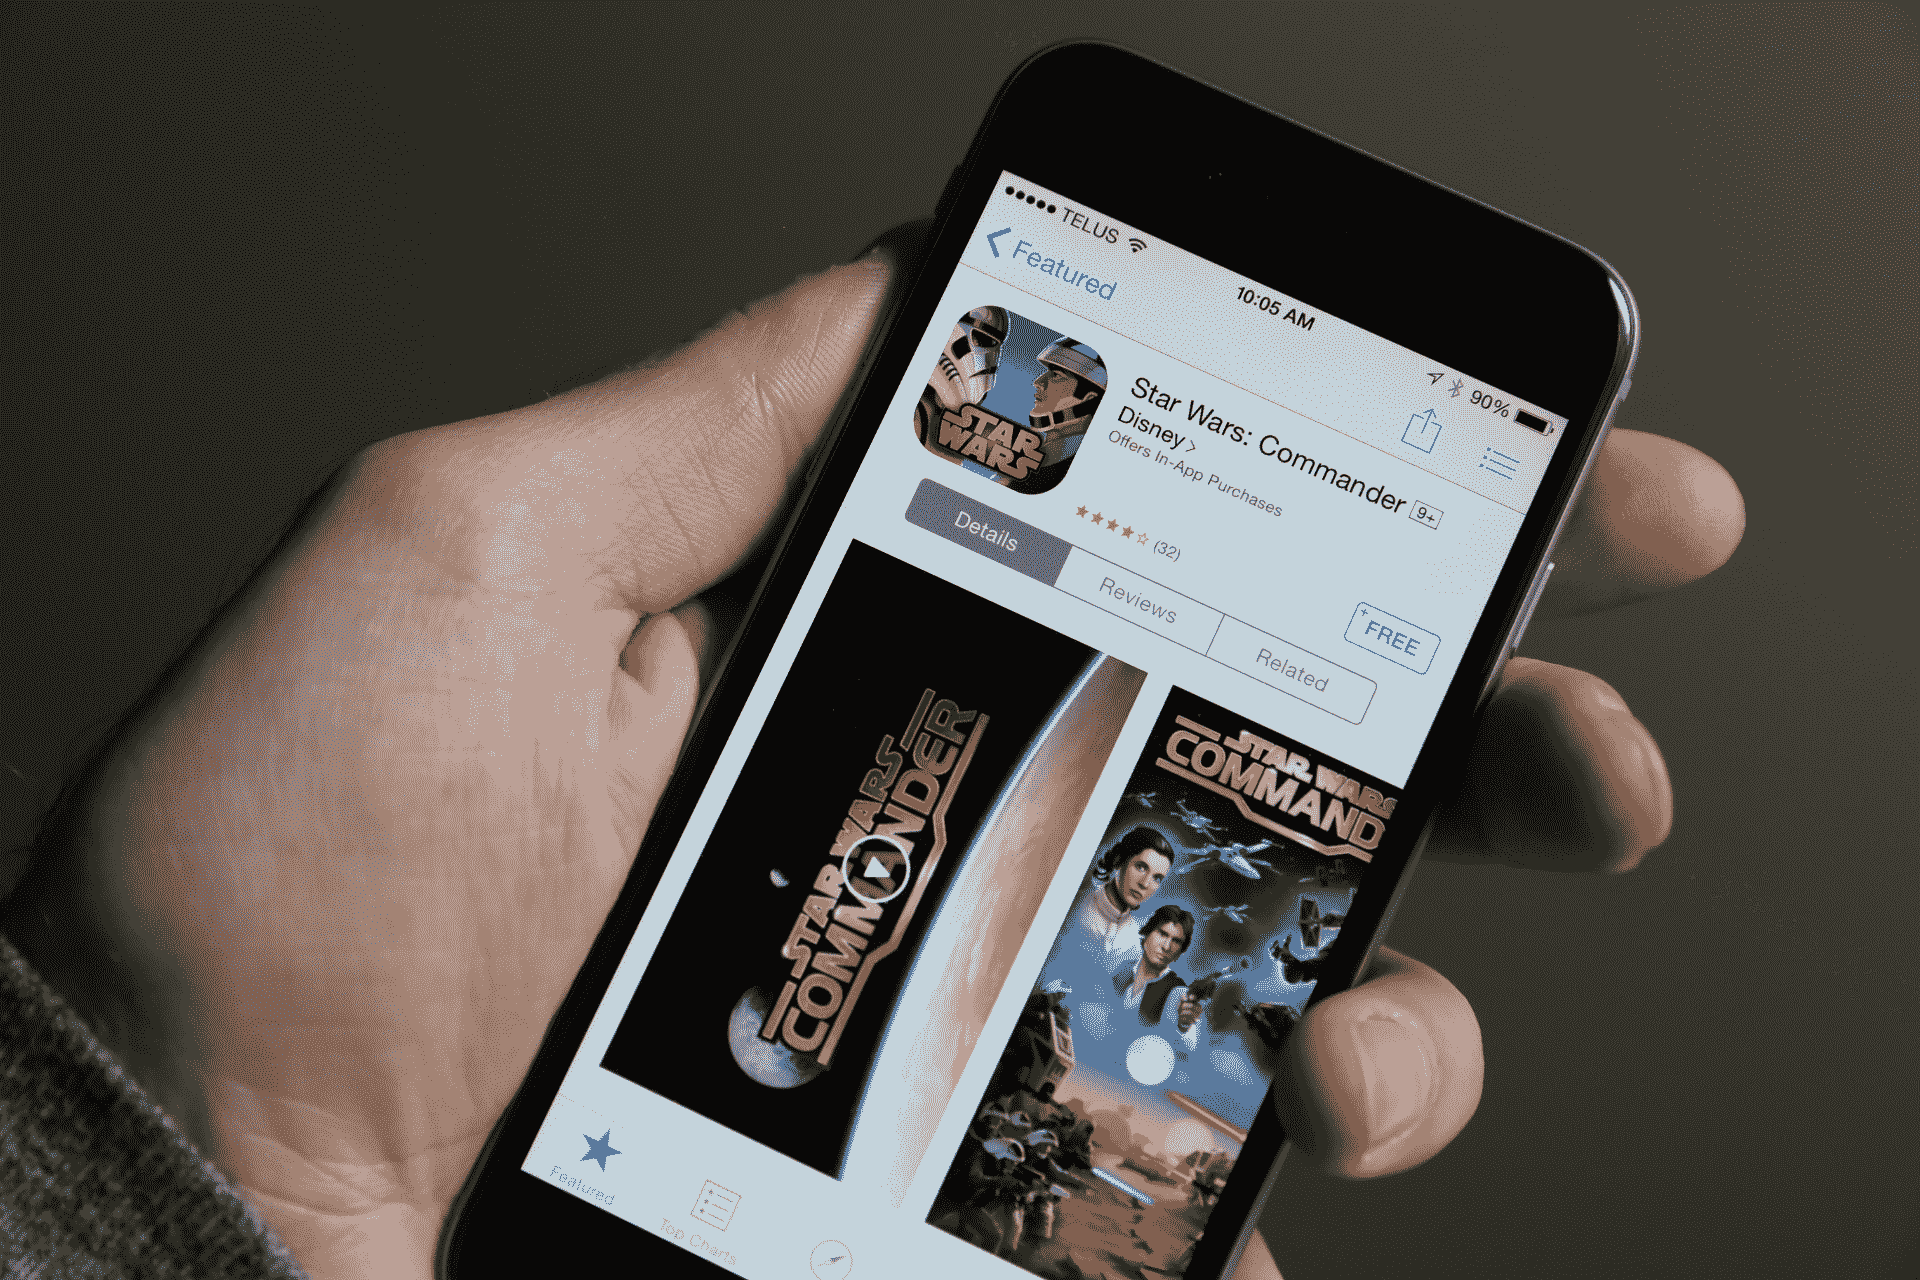 TELUS
10:05 AM
90%
Featured
Star Wars: Commander 9+
Disney
Offers In-App Purchases
(32)
FREE
STAR
WARS
Details
Reviews
Related
STAR WARS
COMMANDER
STAR WARS
COMMAND
Featured
Top Charts